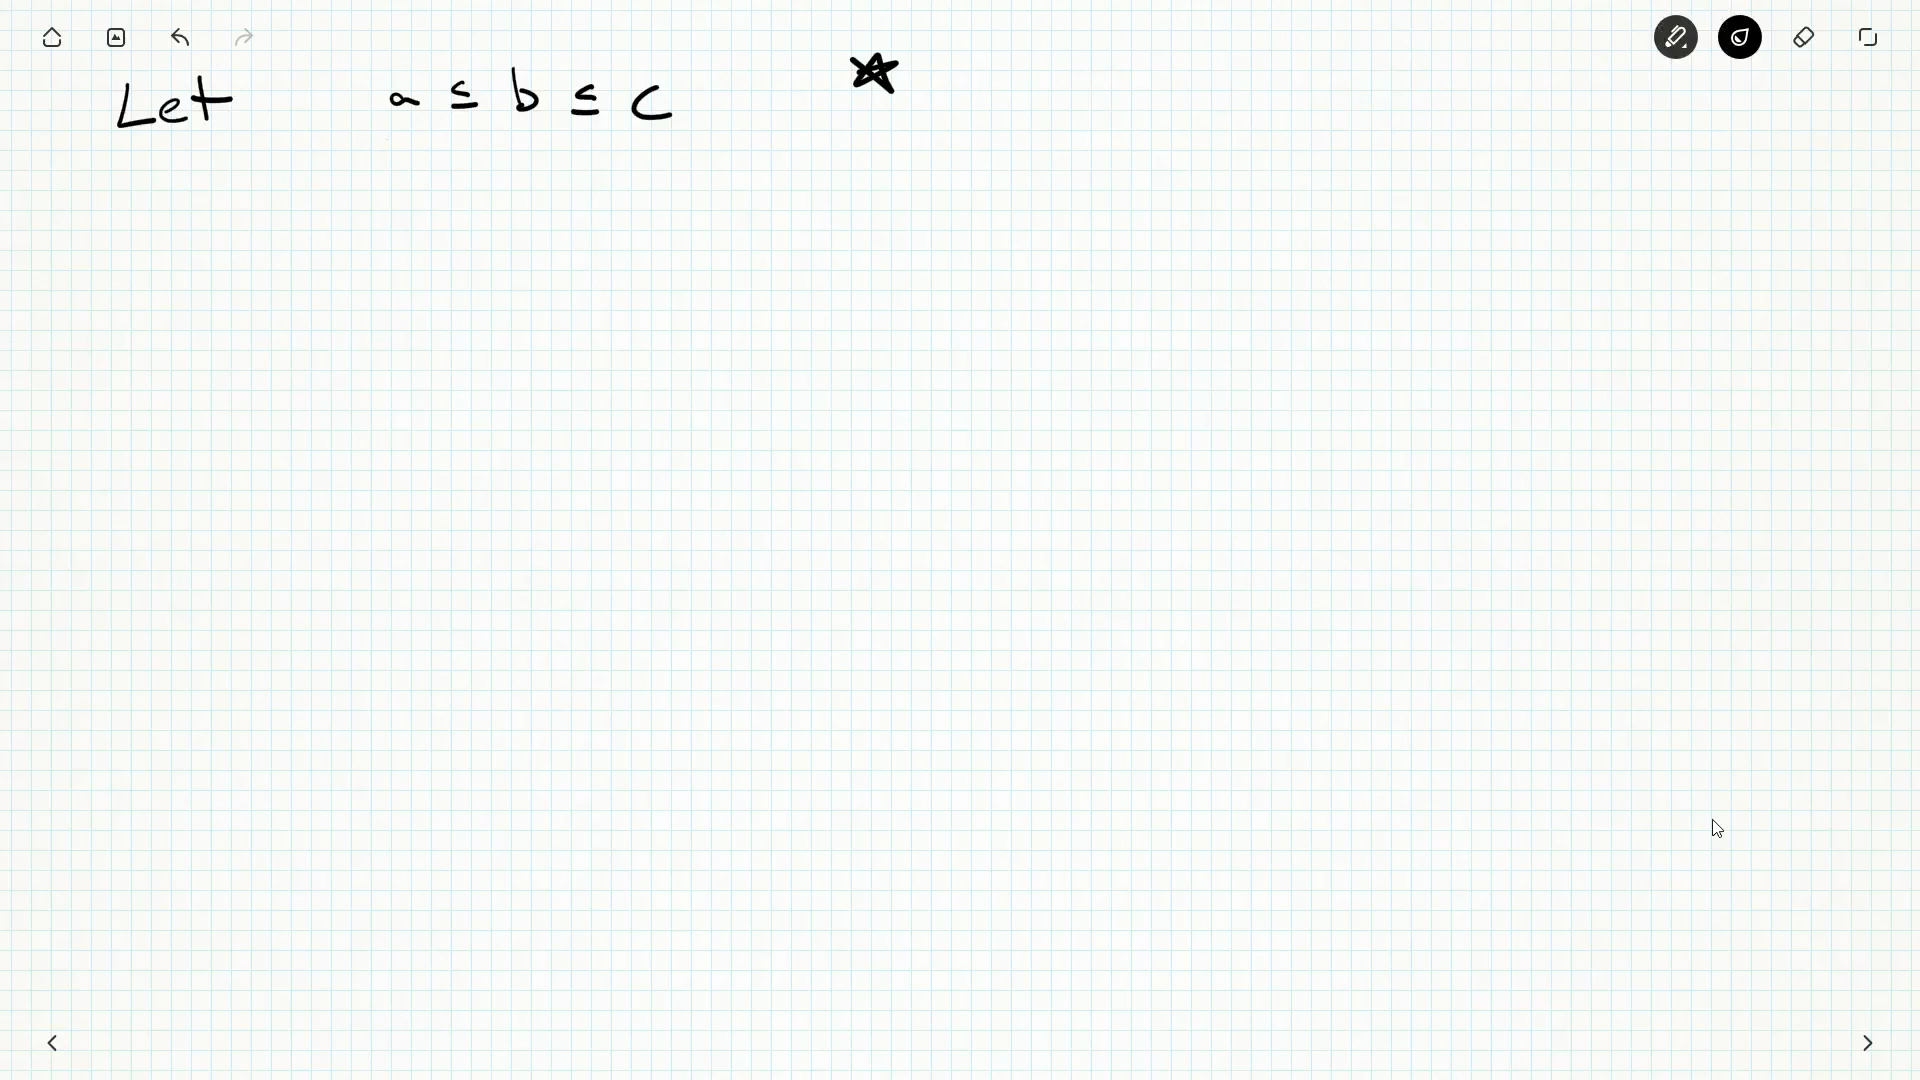 Let a ≤ b ≤ c